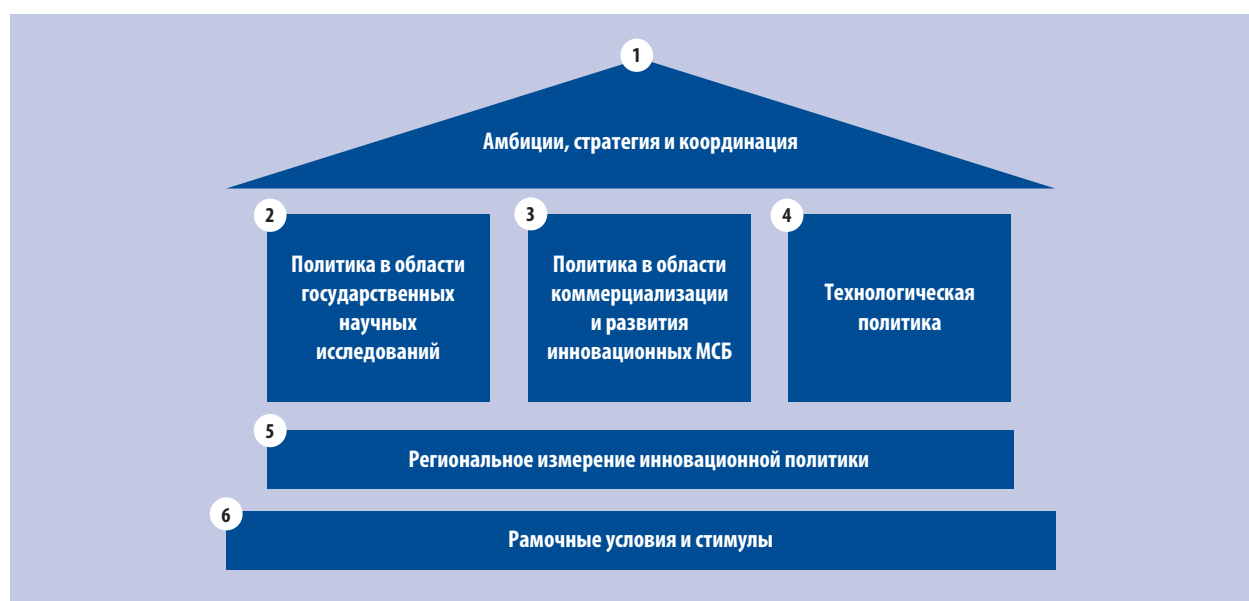 1
Амбиции, стратегия и координация
2
Политика в области
государственных
научных
исследований
3
Политика в области
коммерциализации
и развития
инновационных МСБ
4
Технологическая
политика
5
Региональное измерение инновационной политики
6
Рамочные условия и стимулы